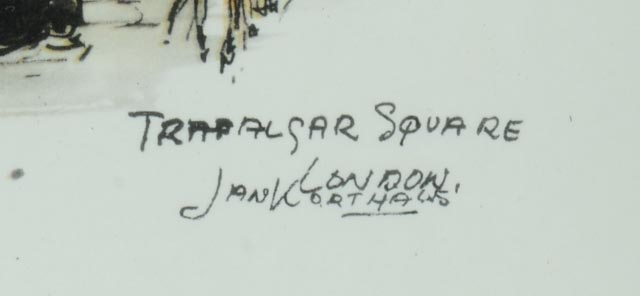 TRAFALGAR SQUARE
LONDON.
JAN KORTHALS